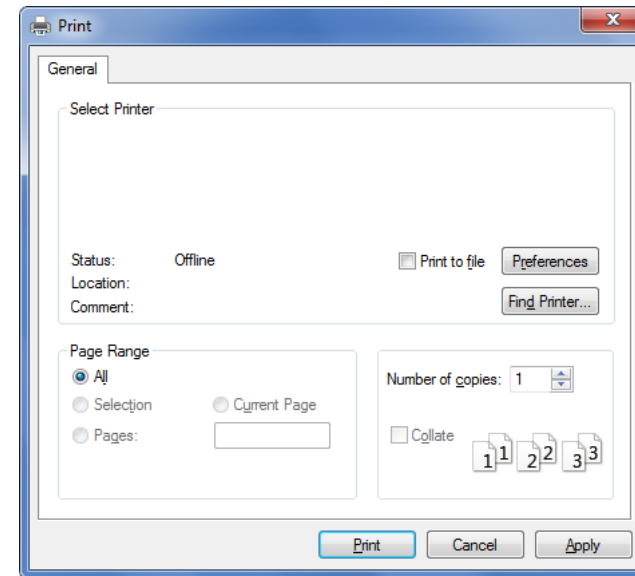 Print
General
Select Printer
Status: Offline
Print to file
Preferences
Location:
Comment:
Find Printer...
Page Range
All
Selection
Current Page
Pages:
Number of copies: 1
Collate
1 1 2 2 3 3
Print
Cancel
Apply